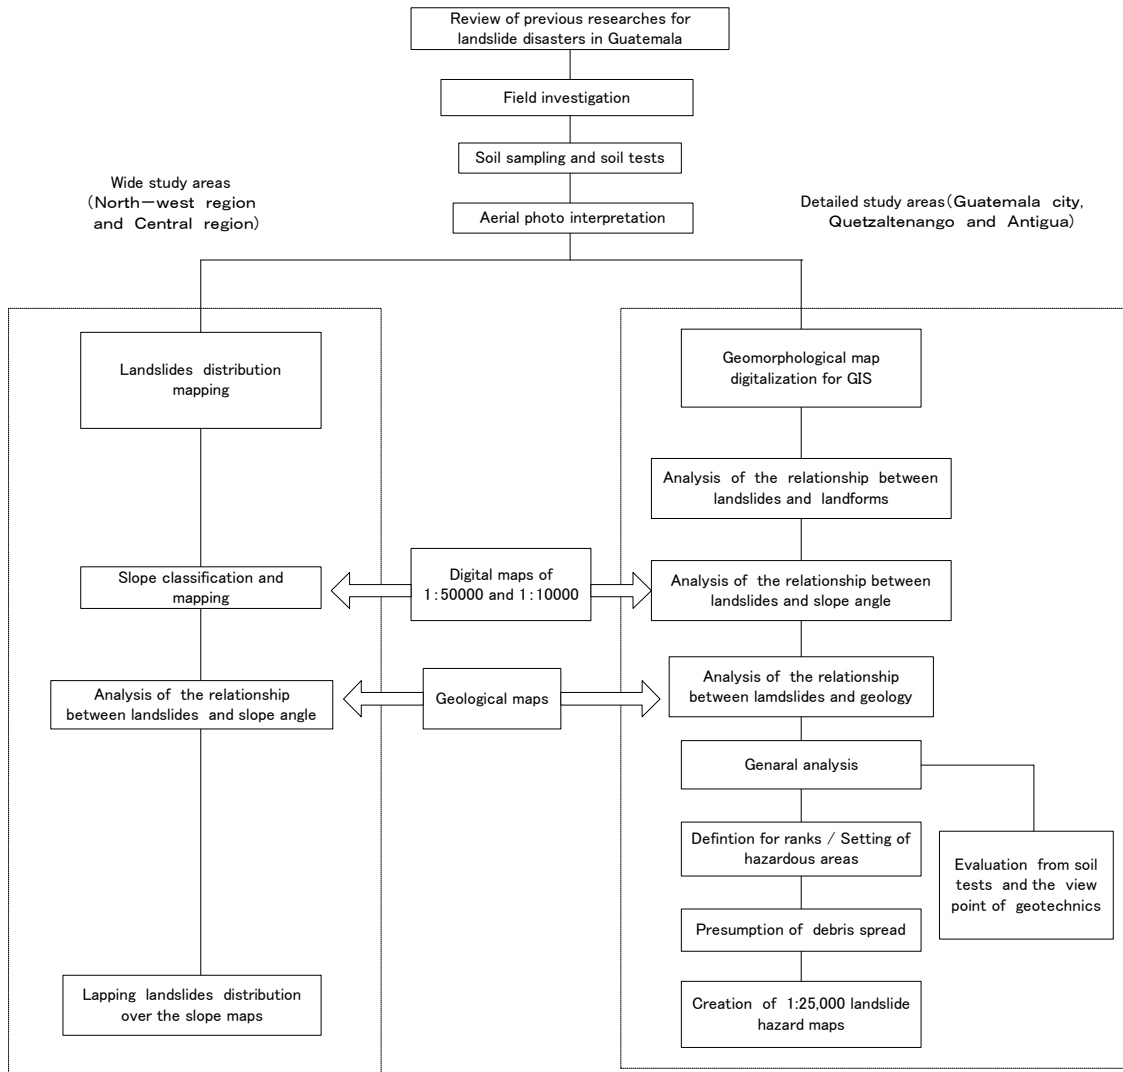 Review of previous researches for
landslide disasters in Guatemala
Field investigation
Soil sampling and soil tests
Aerial photo interpretation
Wide study areas
(North-west region
and Central region)
Detailed study areas(Guatemala city,
Quetzaltenango and Antigua)
Landslides distribution
mapping
Slope classification and
mapping
Analysis of the relationship
between landslides and slope angle
Lapping landslides distribution
over the slope maps
Digital maps of
1:50000 and 1:10000
Geological maps
Geomorphological map
digitalization for GIS
Analysis of the relationship between
landslides and landforms
Analysis of the relationship between
landslides and slope angle
Analysis of the relationship
between lamdslides and geology
Genaral analysis
Defintion for ranks / Setting of
hazardous areas
Presumption of debris spread
Creation of 1:25,000 landslide
hazard maps
Evaluation from soil
tests and the view
point of geotechnics